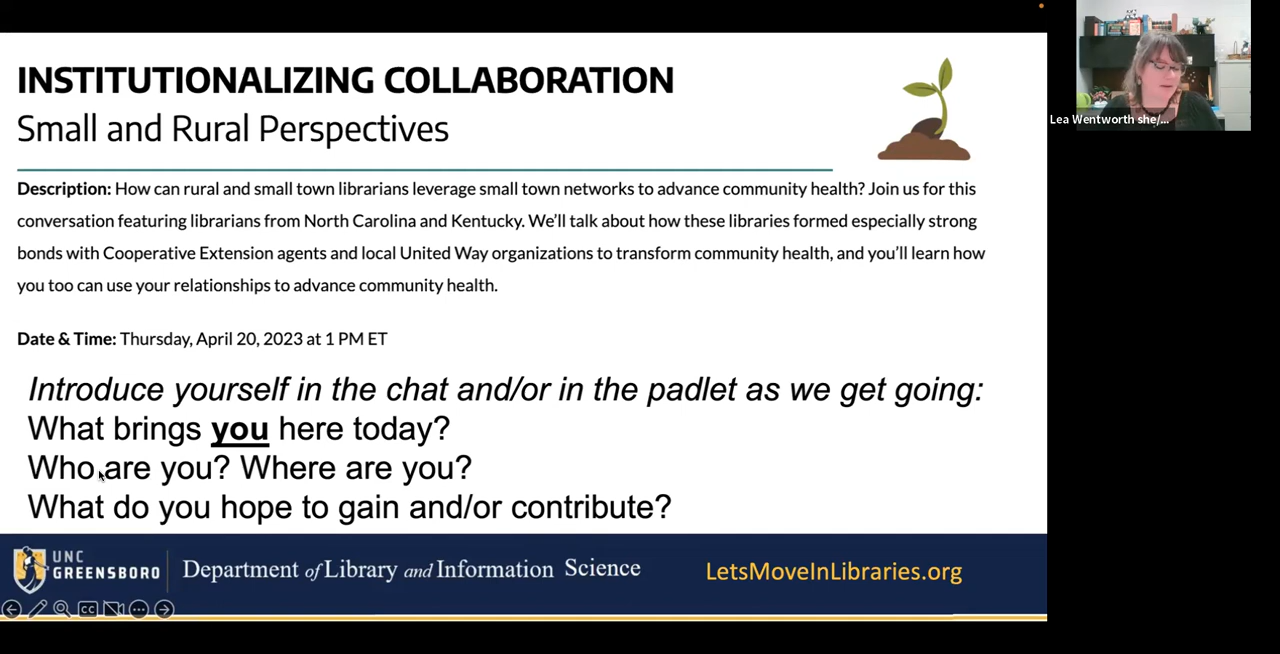 INSTITUTIONALIZING COLLABORATION
Small and Rural Perspectives
Description: How can rural and small town librarians leverage small town networks to advance community health? Join us for this
conversation featuring librarians from North Carolina and Kentucky. We'll talk about how these libraries formed especially strong
bonds with Cooperative Extension agents and local United Way organizations to transform community health, and you'll learn how
you too can use your relationships to advance community health.
Date & Time: Thursday, April 20, 2023 at 1 PM ET
Introduce yourself in the chat and/or in the padlet as we get going:
What brings you here today?
Who are you? Where are you?
What do you hope to gain and/or contribute?
UNC
GREENSBORO
Department of Library and Information Science
LetsMoveInLibraries.org
CC
Lea Wentworth she/...